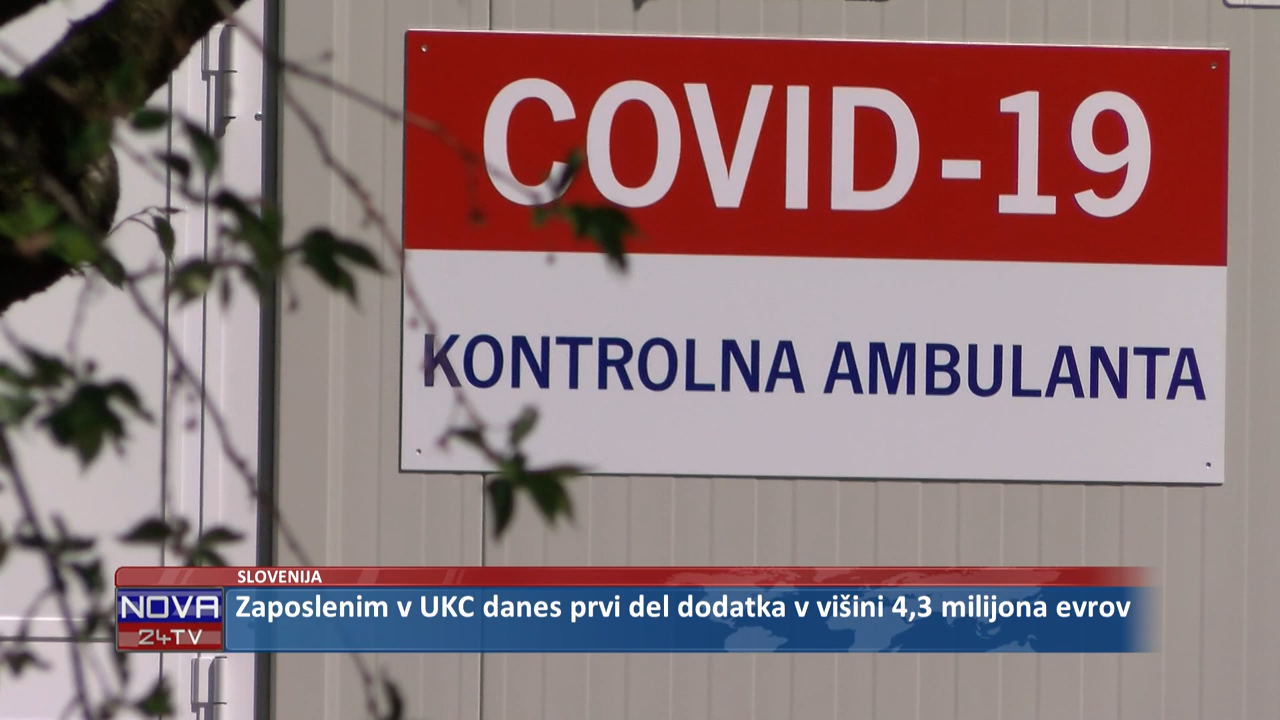 COVID-19
KONTROLNA AMBULANTA
SLOVENIJA
NOVA
24TV
Zaposlenim v UKC danes prvi del dodatka v višini 4,3 milijona evrov